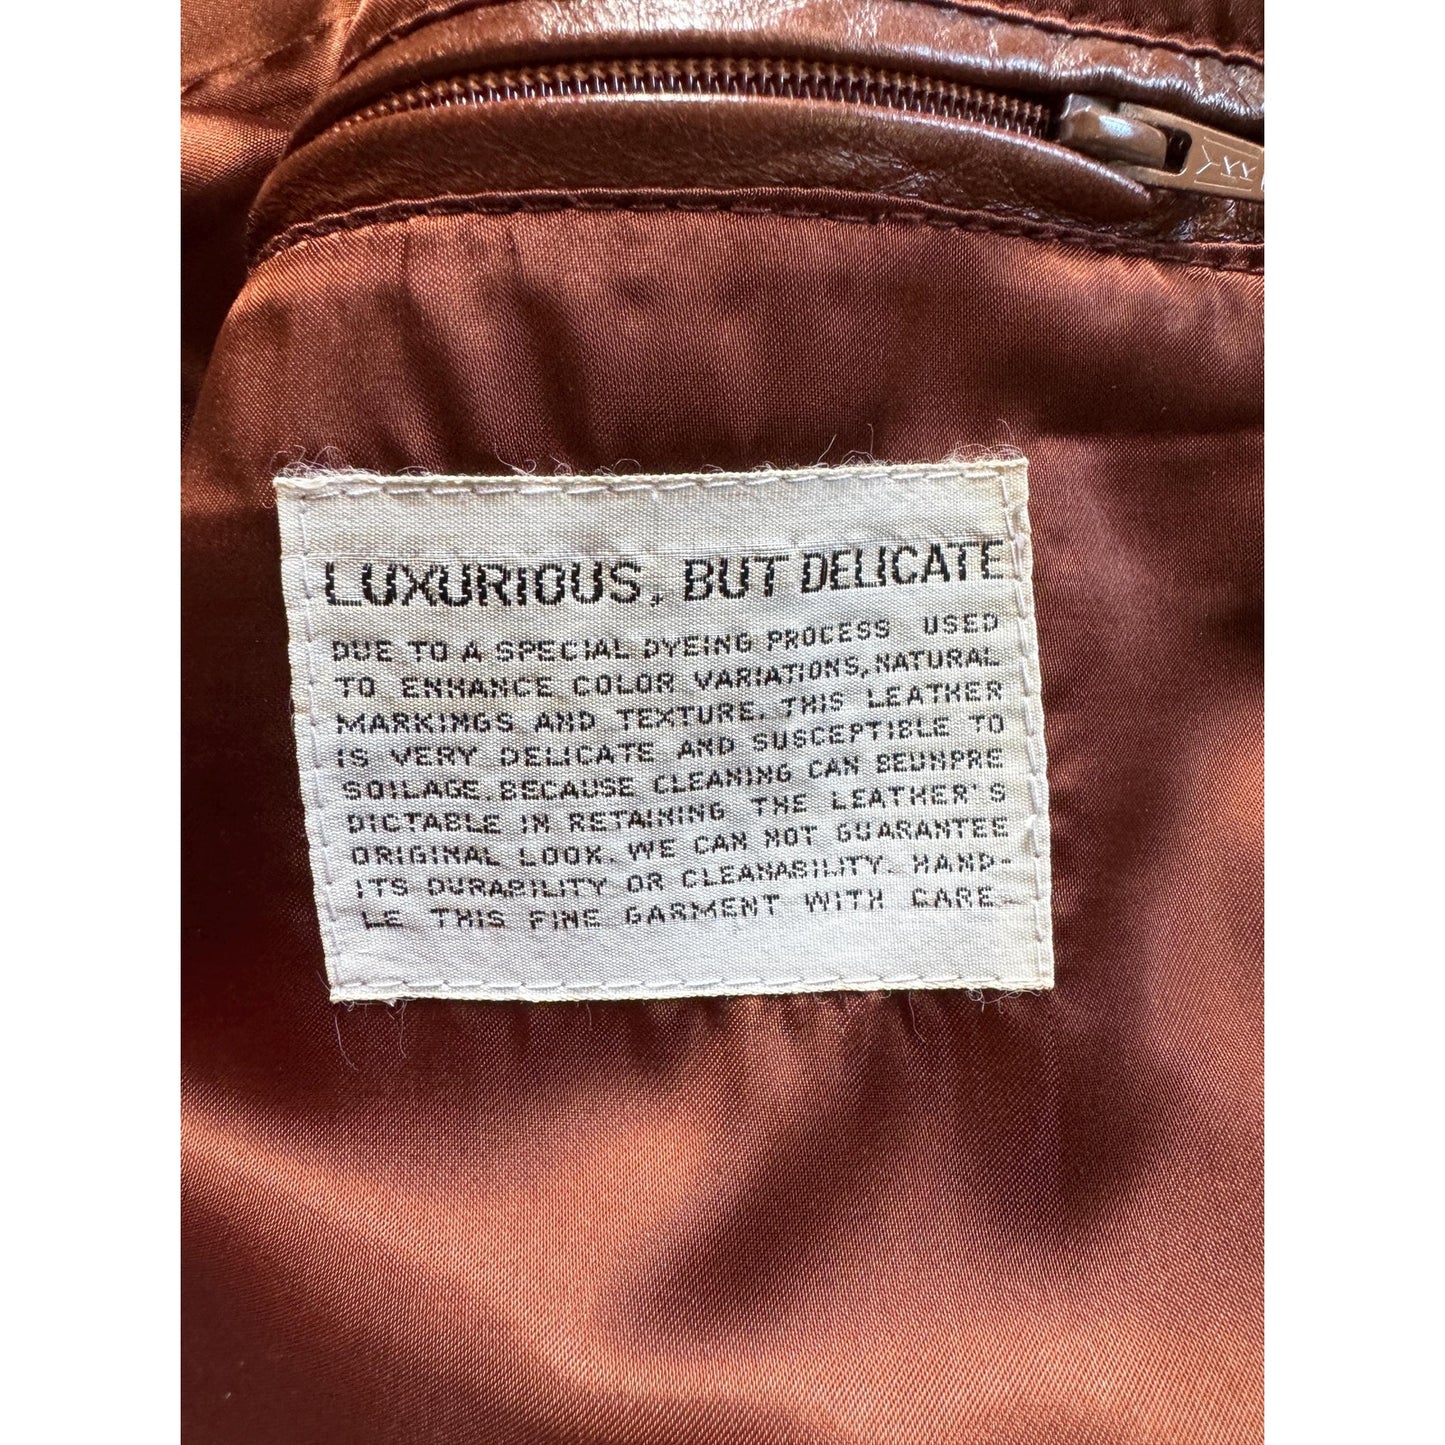 LUXURIOUS, BUT DELICATE
DUE TO A SPECIAL DYEING PROCESS USED
TO ENHANCE COLOR VARIATIONS, NATURAL
MARKINGS AND TEXTURE. THIS LEATHER
IS VERY DELICATE AND SUSCEPTIBLE TO
SOILAGE. BECAUSE CLEANING CAN BEUNPRE
DICTABLE IN RETAINING THE LEATHER'S
ORIGINAL LOOK. WE CAN NOT GUARANTEE
ITS DURABILITY OR CLEANABILITY. HAND-
LE THIS FINE GARMENT WITH CARE.